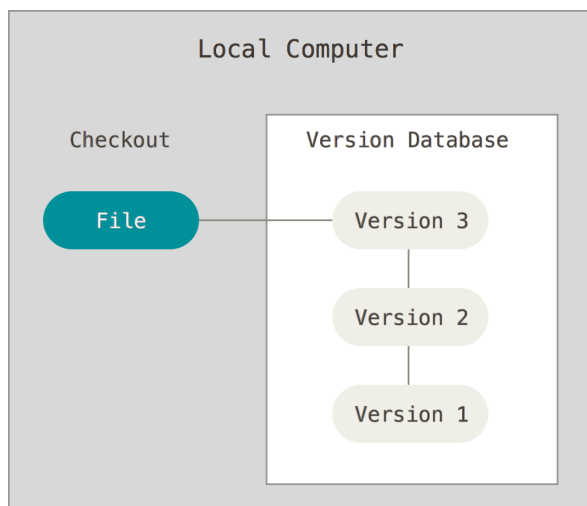 Local Computer
Checkout
Version Database
File
Version 3
Version 2
Version 1